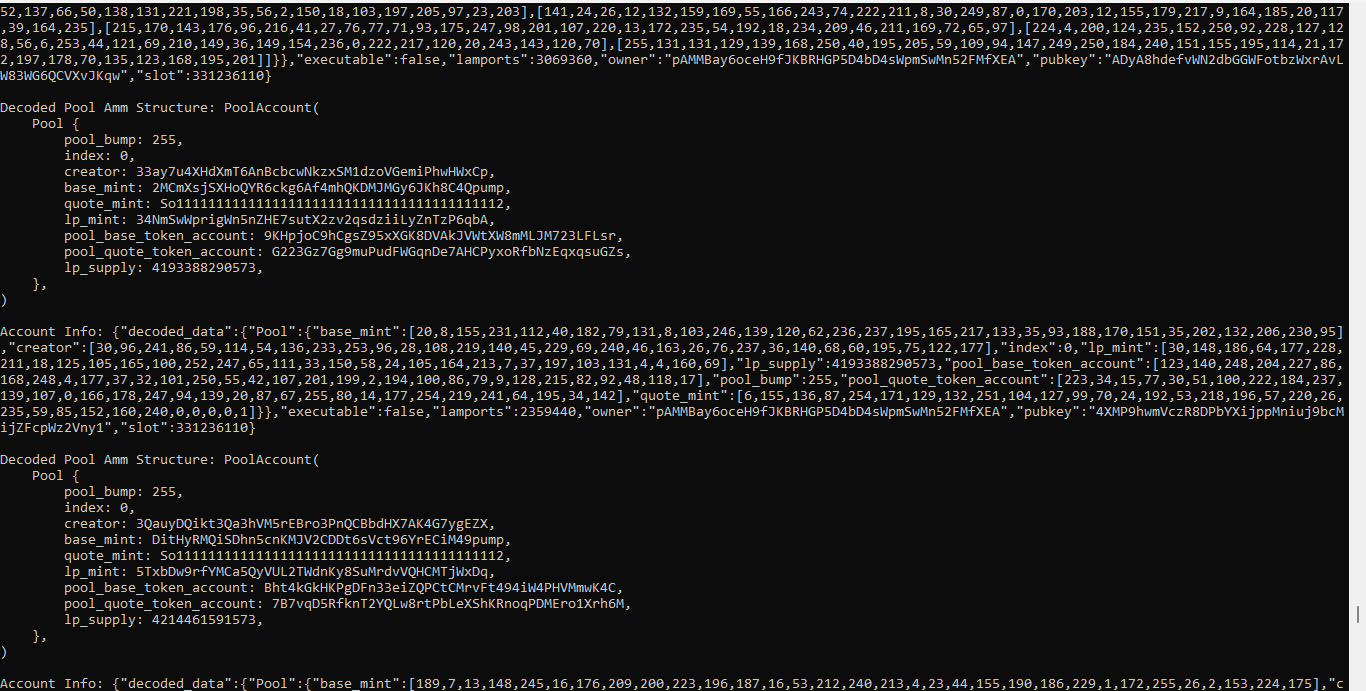 52,137,66,50,138,131,221,198,35,56,2,150,18,103,197,205,97,23,203],[141,24,26,12,132,159,169,55,166,243,74,222,211,8,30,249,87,0,170,203,12,155,179,217,9,164,185,20,117
,39,164,235],[215,170,143,176,96,216,41,27,76,77,71,93,175,247,98,201,107,220,13,172,235,54,192,18,234,209,46,211,169,72,65,97],[224,4,200,124,235,152,250,92,228,127,12
8,56,6,253,44,121,69,210,149,36,149,154,236,0,222,217,120,20,243,143,120,70],[255,131,131,129,139,168,250,40,195,205,59,109,94,147,249,250,184,240,151,155,195,114,21,17
2,197,178,70,135,123,168,195,201]]}},"executable":false,"lamports":3069360,"owner":"pAMMBay6oceH9fJKBRHGP5D4bD4sWpmSwMn52FMfXEA","pubkey":"ADyA8hdefvWN2dbGGWFotbzWxrAvL
W83WG6QCVXvJKqw","slot":331236110}
Decoded Pool Amm Structure: PoolAccount(
Pool {
pool_bump: 255,
index: 0,
creator: 33ay7u4XHdXmT6AnBcbcwNkzxSM1dzoVGemiPhwHWxCp,
base_mint: 2MCmXsjSXHoQYR6ckg6Af4mhQKDMJMGy6JKh8C4Qpump,
quote_mint: So11111111111111111111111111111111111111112,
lp_mint: 34NmSwWprigWn5nZHE7sutX2zv2qsdziiLyZnTzP6qbA,
pool_base_token_account: 9KHpjoC9hCgsZ95xXGK8DVAkJVWtXW8mMLJM723LFLsr,
pool_quote_token_account: G223Gz7Gg9muPudFWGqnDe7AHCPyxoRfbNzEqxqsuGZs,
lp_supply: 4193388290573,
},
)
Account Info: {"decoded_data":{"Pool":{"base_mint":[20,8,155,231,112,40,182,79,131,8,103,246,139,120,62,236,237,195,165,217,133,35,93,188,170,151,35,202,132,206,230,95]
,"creator":[30,96,241,86,59,114,54,136,233,253,96,28,108,219,140,45,229,69,240,46,163,26,76,237,36,140,68,60,195,75,122,177],"index":0,"lp_mint":[30,148,186,64,177,228,
211,18,125,105,165,100,252,247,65,111,33,150,58,24,105,164,213,7,37,197,103,131,4,4,160,69],"lp_supply":4193388290573,"pool_base_token_account":[123,140,248,204,227,86,
168,248,4,177,37,32,101,250,55,42,107,201,199,2,194,100,86,79,9,128,215,82,92,48,118,17],"pool_bump":255,"pool_quote_token_account":[223,34,15,77,30,51,100,222,184,237,
139,107,0,166,178,247,94,139,20,87,67,255,80,14,177,254,219,241,64,195,34,142],"quote_mint":[6,155,136,87,254,171,129,132,251,104,127,99,70,24,192,53,218,196,57,220,26,
235,59,85,152,160,240,0,0,0,0,1]}},"executable":false,"lamports":2359440,"owner":"pAMMBay6oceH9fJKBRHGP5D4bD4sWpmSwMn52FMfXEA","pubkey":"4XMP9hwmVczR8DPbYXijppMniuj9bcM
ijZFcpWz2Vny1","slot":331236110}
Decoded Pool Amm Structure: PoolAccount(
Pool {
pool_bump: 255,
index: 0,
creator: 3QauyDQikt3Qa3hVM5rEBro3PnQCBbdHX7AK4G7ygEZX,
base_mint: DitHyRMQiSDhn5cnKMJV2CDDt6sVct96YrECiM49pump,
quote_mint: So11111111111111111111111111111111111111112,
lp_mint: 5TxbDw9rfYMCa5QyVUL2TWdnKy8SuMrdvVQHCMTjWxDq,
pool_base_token_account: Bht4kGkHKPgDFn33eiZQPCtCMrvFt494iW4PHVMmwK4C,
pool_quote_token_account: 7B7vqD5RfknT2YQLw8rtPbLeXShKRnoqPDMEro1Xrh6M,
lp_supply: 4214461591573,
},
)
Account Info: {"decoded_data":{"Pool":{"base_mint":[189,7,13,148,245,16,176,209,200,223,196,187,16,53,212,240,213,4,23,44,155,190,186,229,1,172,255,26,2,153,224,175],"c